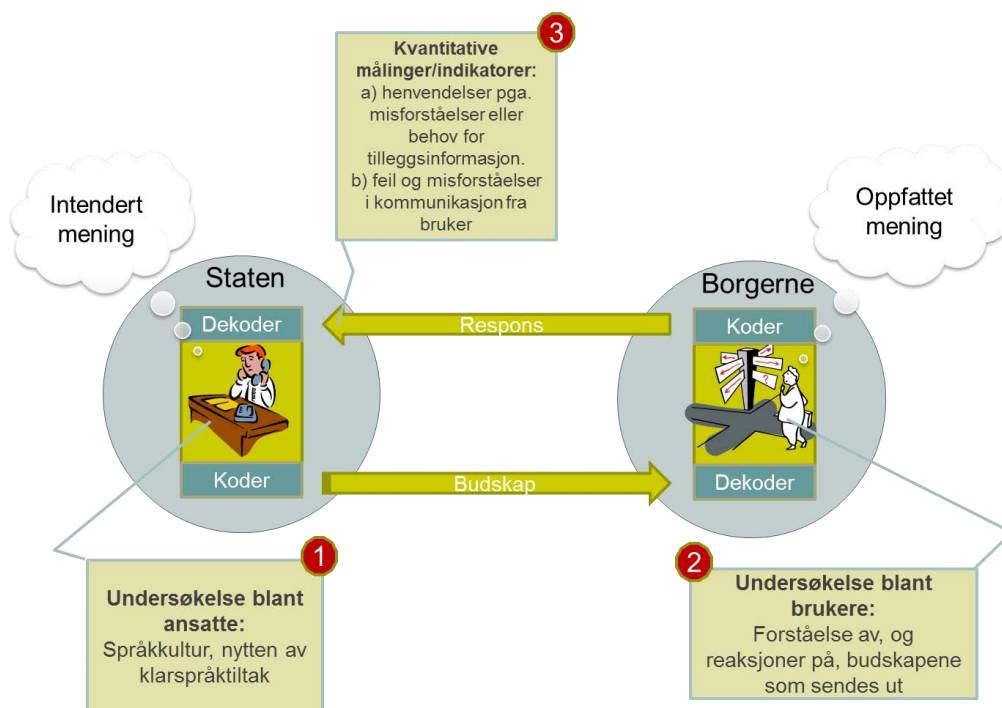 3
Kvantitative
målinger/indikatorer:
a) henvendelser pga.
misforståelser eller
behov for
tilleggsinformasjon.
b) feil og misforståelser
i kommunikasjon fra
bruker
Intendert
mening
Oppfattet
mening
Staten
Borgerne
Dekoder
Respons
Koder
?
Koder
Budskap
Dekoder
1
Undersøkelse blant
ansatte:
Språkkultur, nytten av
klarspråktiltak
2
Undersøkelse blant
brukere:
Forståelse av, og
reaksjoner på, budskapene
som sendes ut